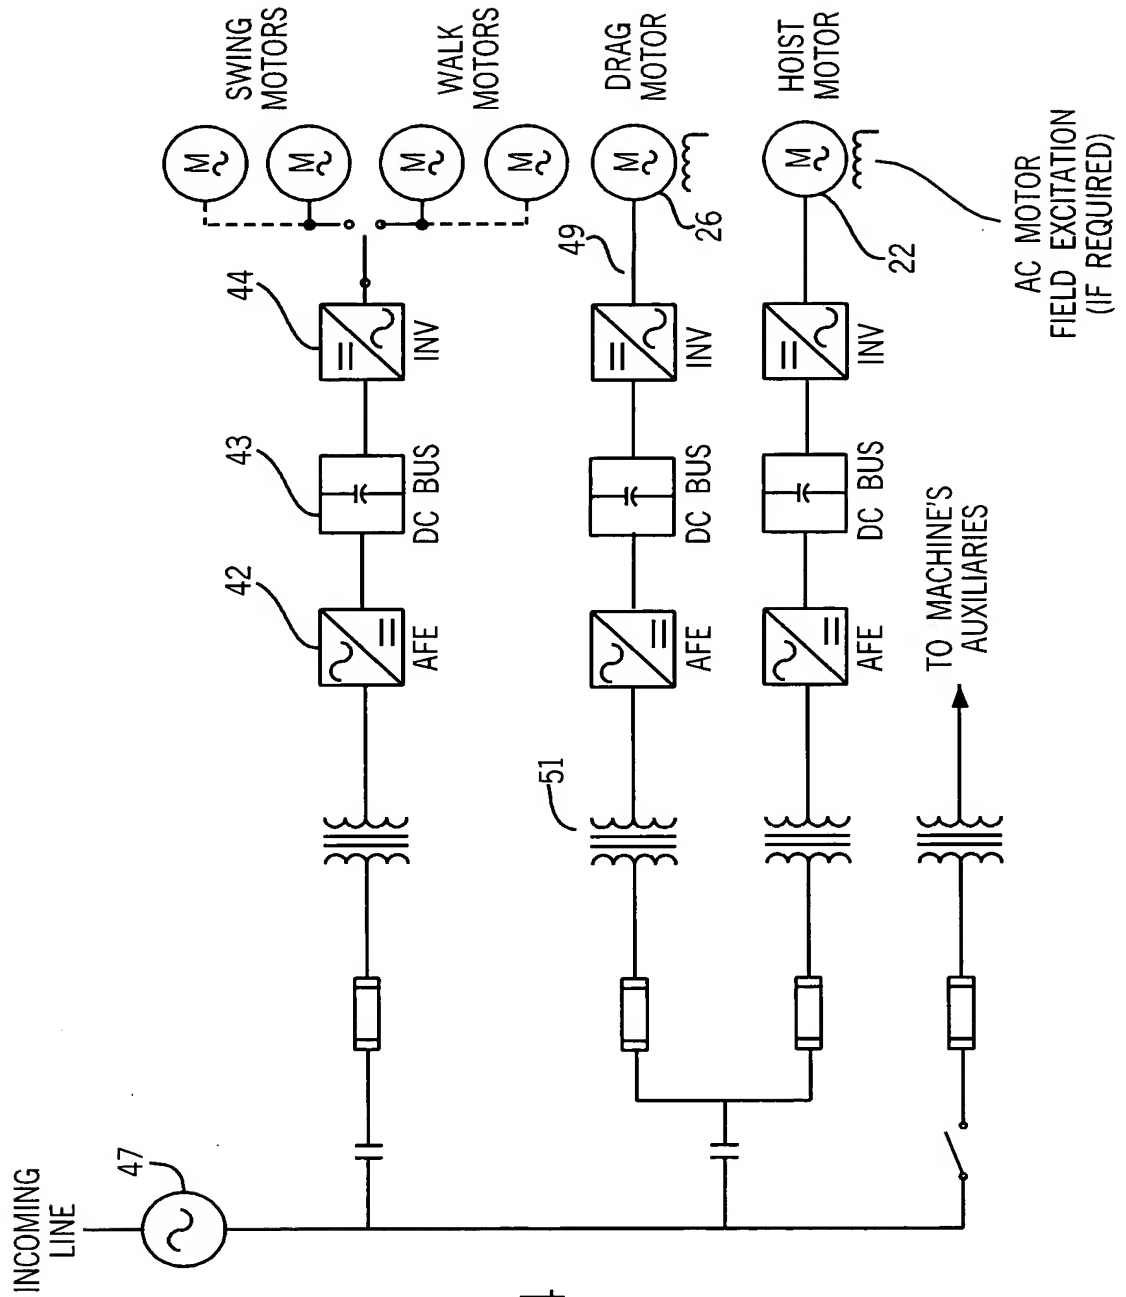 INCOMING
LINE
47
SWING
MOTORS
WALK
MOTORS
DRAG
MOTOR
HOIST
MOTOR
M
M
M
M
M
M
44
43
42
INV
DC BUS
AFE
49
26
51
INV
DC BUS
AFE
22
INV
DC BUS
AFE
TO MACHINE'S
AUXILIARIES
AC MOTOR
FIELD EXCITATION
(IF REQUIRED)